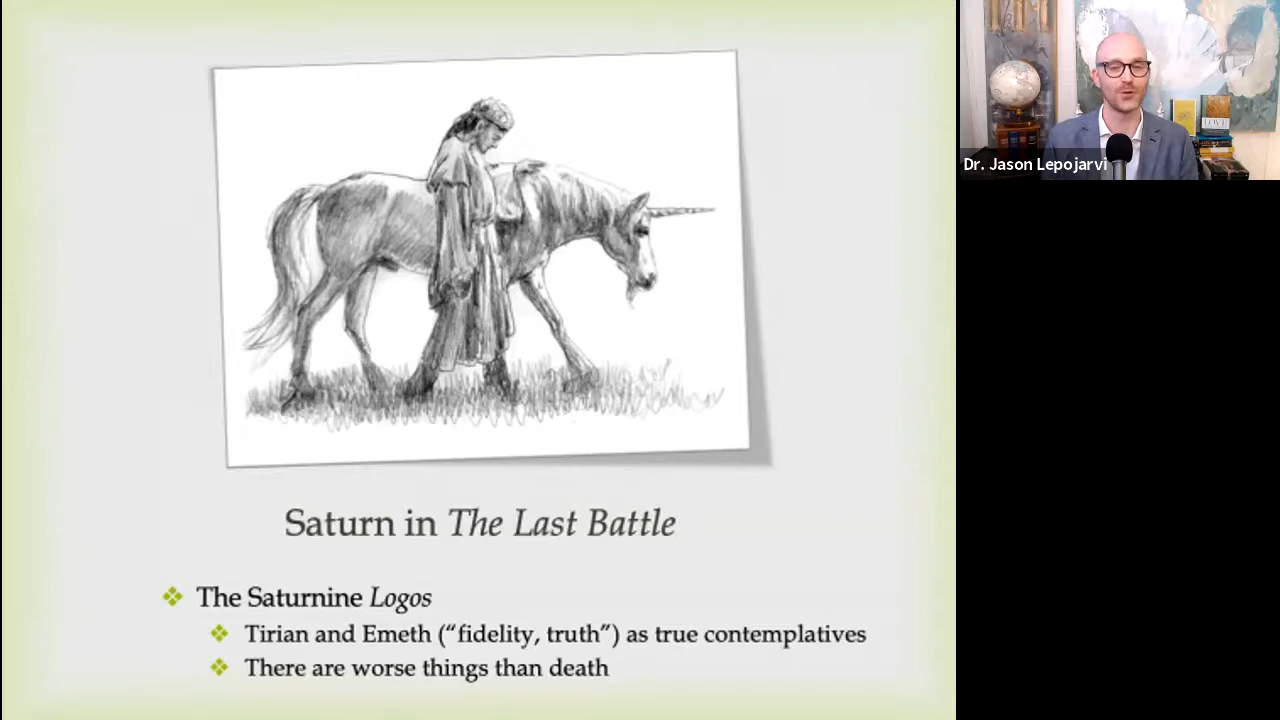 Saturn in The Last Battle
The Saturnine Logos
Tirian and Emeth (“fidelity, truth”) as true contemplatives
There are worse things than death
Dr. Jason Lepojarvi
LOVE